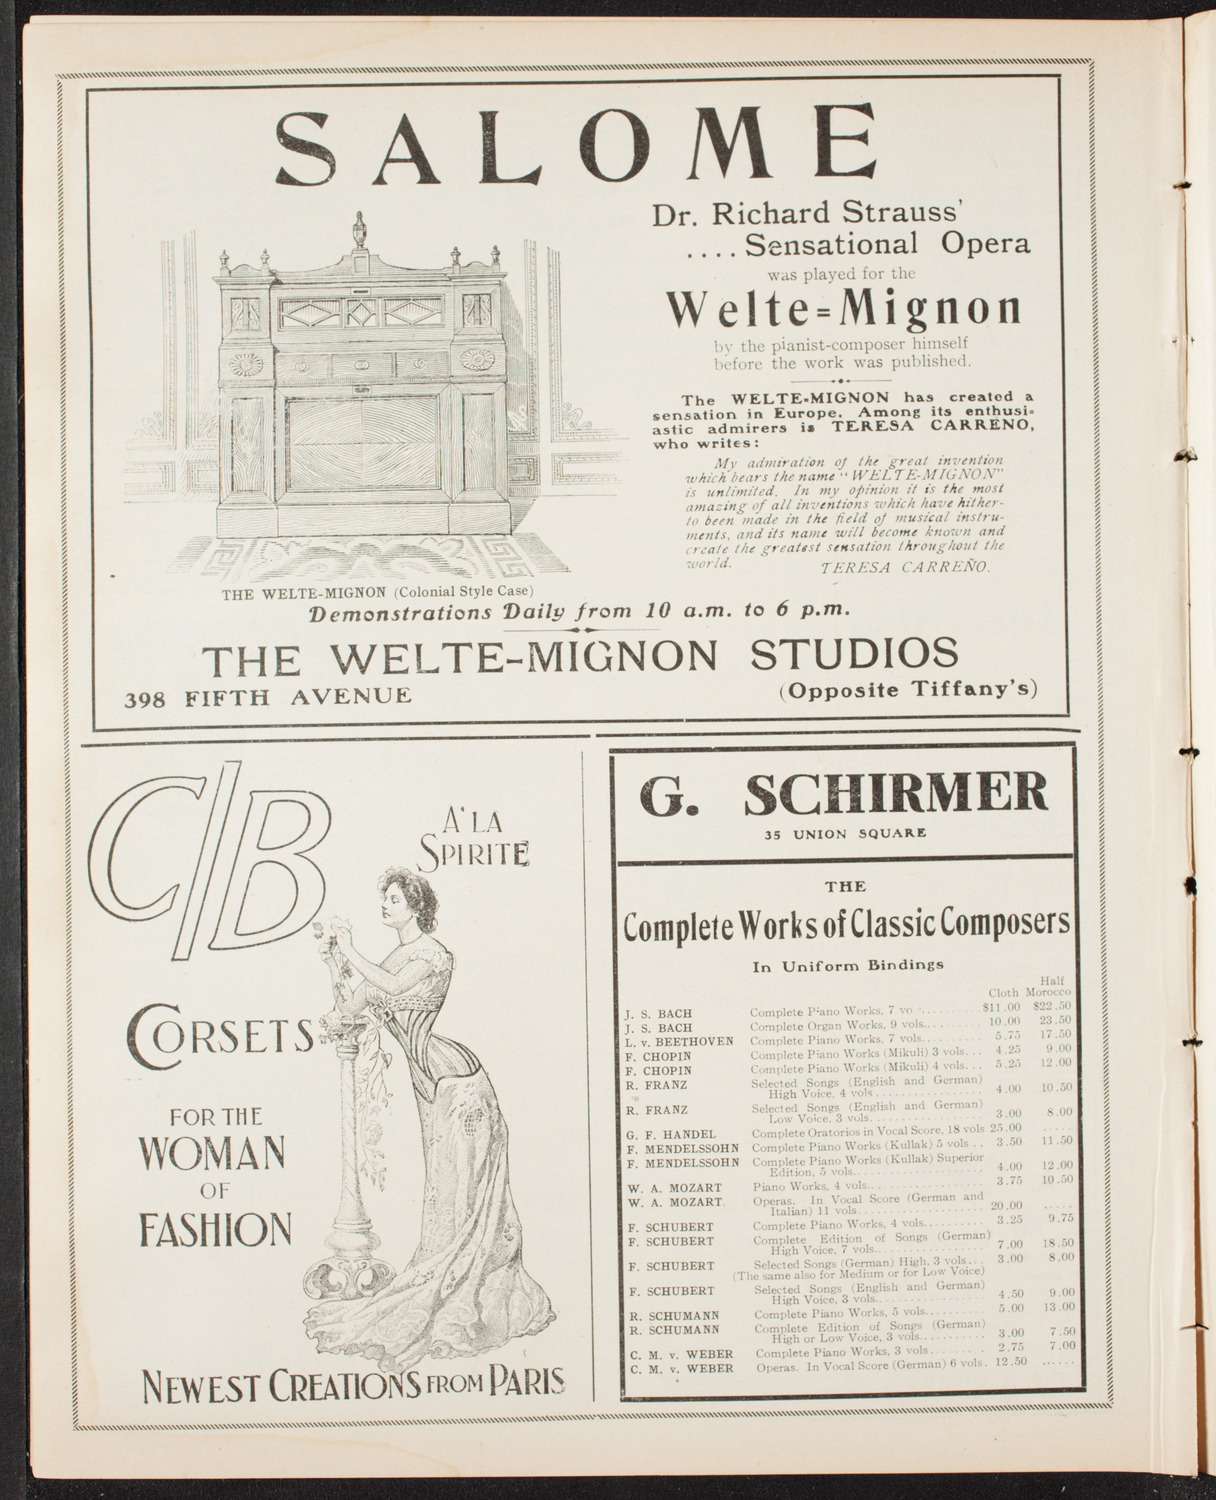 SALOME
Dr. Richard Strauss'
.... Sensational Opera
was played for the
Welte=Mignon
by the pianist-composer himself
before the work was published.
The WELTE-MIGNON has created a
sensation in Europe. Among its enthusi-
astic admirers is TERESA CARREÑO,
who writes:
My admiration of the great invention
which bears the name "WELTE-MIGNON"
is unlimited. In my opinion it is the most
amazing of all inventions which have hither-
to been made in the field of musical instru-
ments, and its name will become known and
create the greatest sensation throughout the
world. TERESA CARREÑO.
THE WELTE-MIGNON (Colonial Style Case)
Demonstrations Daily from 10 a.m. to 6 p.m.
THE WELTE-MIGNON STUDIOS
398 FIFTH AVENUE (Opposite Tiffany's)
C/B
A' LA
SPIRITE
CORSETS
FOR THE
WOMAN
OF
FASHION
NEWEST CREATIONS FROM PARIS
G. SCHIRMER
35 UNION SQUARE
THE
Complete Works of Classic Composers
In Uniform Bindings
Half
Cloth Morocco
J. S. BACH Complete Piano Works, 7 vo.......... $11.00 $22.50
J. S. BACH Complete Organ Works, 9 vols.......... 10.00 23.50
L. v. BEETHOVEN Complete Piano Works, 7 vols.......... 5.75 17.50
F. CHOPIN Complete Piano Works (Mikuli) 3 vols... 4.25 9.00
F. CHOPIN Complete Piano Works (Mikuli) 4 vols... 5.25 12.00
R. FRANZ Selected Songs (English and German)
High Voice, 4 vols.................. 4.00 10.50
R. FRANZ Selected Songs (English and German)
Low Voice, 3 vols.................. 3.00 8.00
G. F. HANDEL Complete Oratorios in Vocal Score, 18 vols 25.00 .....
F. MENDELSSOHN Complete Piano Works (Kullak) 5 vols .. 3.50 11.50
F. MENDELSSOHN Complete Piano Works (Kullak) Superior
Edition, 5 vols..................... 4.00 12.00
W. A. MOZART Piano Works, 4 vols.................. 3.75 10.50
W. A. MOZART. Operas. In Vocal Score (German and
Italian) 11 vols.................... 20.00 .....
F. SCHUBERT Complete Piano Works, 4 vols.......... 3.25 9.75
F. SCHUBERT Complete Edition of Songs (German)
High Voice, 7 vols.................. 7.00 18.50
F. SCHUBERT Selected Songs (German) High, 3 vols... 3.00 8.00
(The same also for Medium or for Low Voice)
F. SCHUBERT Selected Songs (English and German)
High Voice, 3 vols.................. 4.50 9.00
R. SCHUMANN Complete Piano Works, 5 vols.......... 5.00 13.00
R. SCHUMANN Complete Edition of Songs (German)
High or Low Voice, 3 vols........... 3.00 7.50
C. M. v. WEBER Complete Piano Works, 3 vols......... 2.75 7.00
C. M. v. WEBER Operas. In Vocal Score (German) 6 vols. 12.50 ......